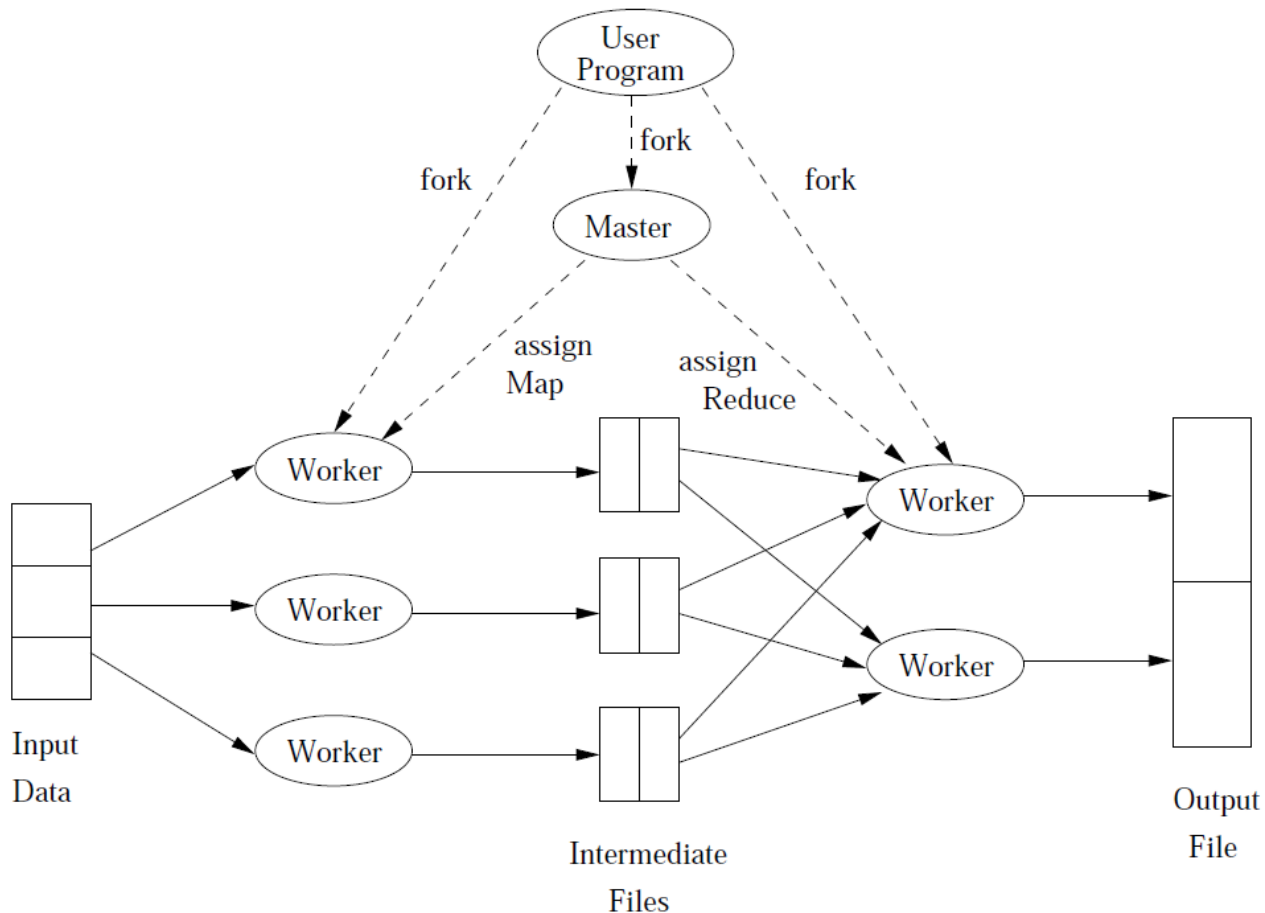 User
Program
fork
fork
fork
Master
assign
Map
assign
Reduce
Worker
Worker
Worker
Worker
Worker
Input
Data
Intermediate
Files
Output
File